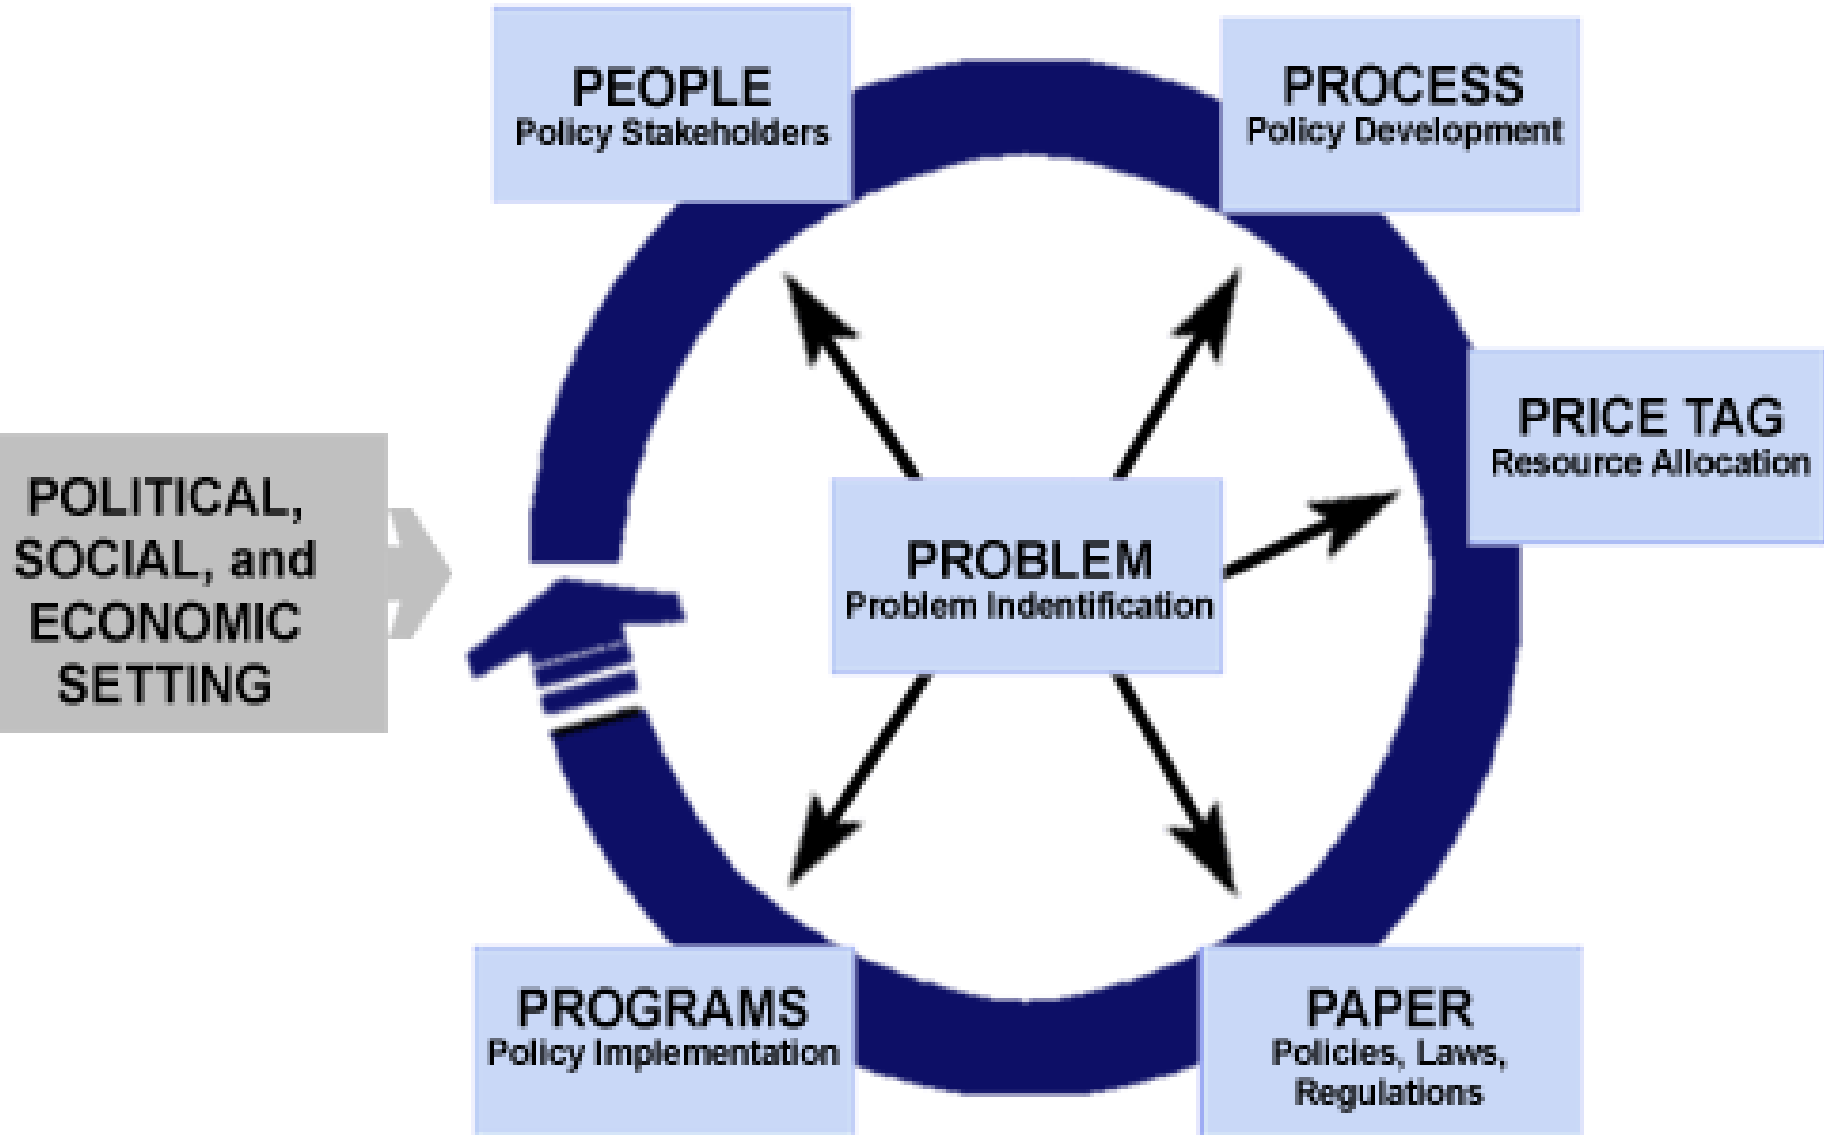 PEOPLE
Policy Stakeholders
PROCESS
Policy Development
PRICE TAG
Resource Allocation
POLITICAL,
SOCIAL, and
ECONOMIC
SETTING
PROBLEM
Problem Indentification
PROGRAMS
Policy Implementation
PAPER
Policies, Laws,
Regulations